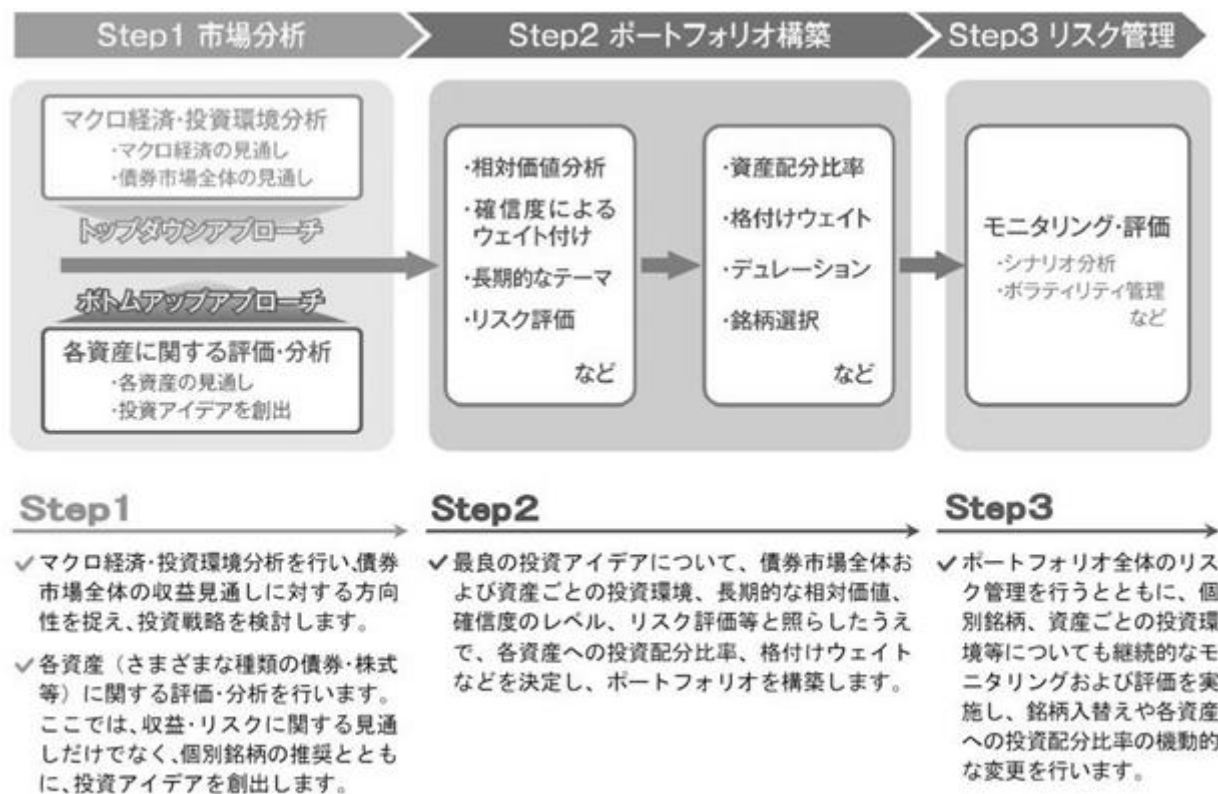 Step1 市場分析
Step2 ポートフォリオ構築
Step3 リスク管理
マクロ経済･投資環境分析
･マクロ経済の見通し
･債券市場全体の見通し
トップダウンアプローチ
ボトムアップアプローチ
各資産に関する評価･分析
･各資産の見通し
･投資アイデアを創出
･相対価値分析
･確信度による
ウェイト付け
･長期的なテーマ
･リスク評価
など
･資産配分比率
･格付けウェイト
･デュレーション
･銘柄選択
など
モニタリング･評価
･シナリオ分析
･ボラティリティ管理
など
Step1
✓マクロ経済･投資環境分析を行い、債券
市場全体の収益見通しに対する方向
性を捉え、投資戦略を検討します。
✓各資産（さまざまな種類の債券･株式
等）に関する評価･分析を行います。
ここでは、収益･リスクに関する見通
しだけでなく、個別銘柄の推奨ととも
に、投資アイデアを創出します。
Step2
✓最良の投資アイデアについて、債券市場全体お
よび資産ごとの投資環境、長期的な相対価値、
確信度のレベル、リスク評価等と照らしたうえ
で、各資産への投資配分比率、格付けウェイト
などを決定し、ポートフォリオを構築します。
Step3
✓ポートフォリオ全体のリス
ク管理を行うとともに、個
別銘柄、資産ごとの投資環
境等についても継続的なモ
ニタリングおよび評価を実
施し、銘柄入替えや各資産
への投資配分比率の機動的
な変更を行います。